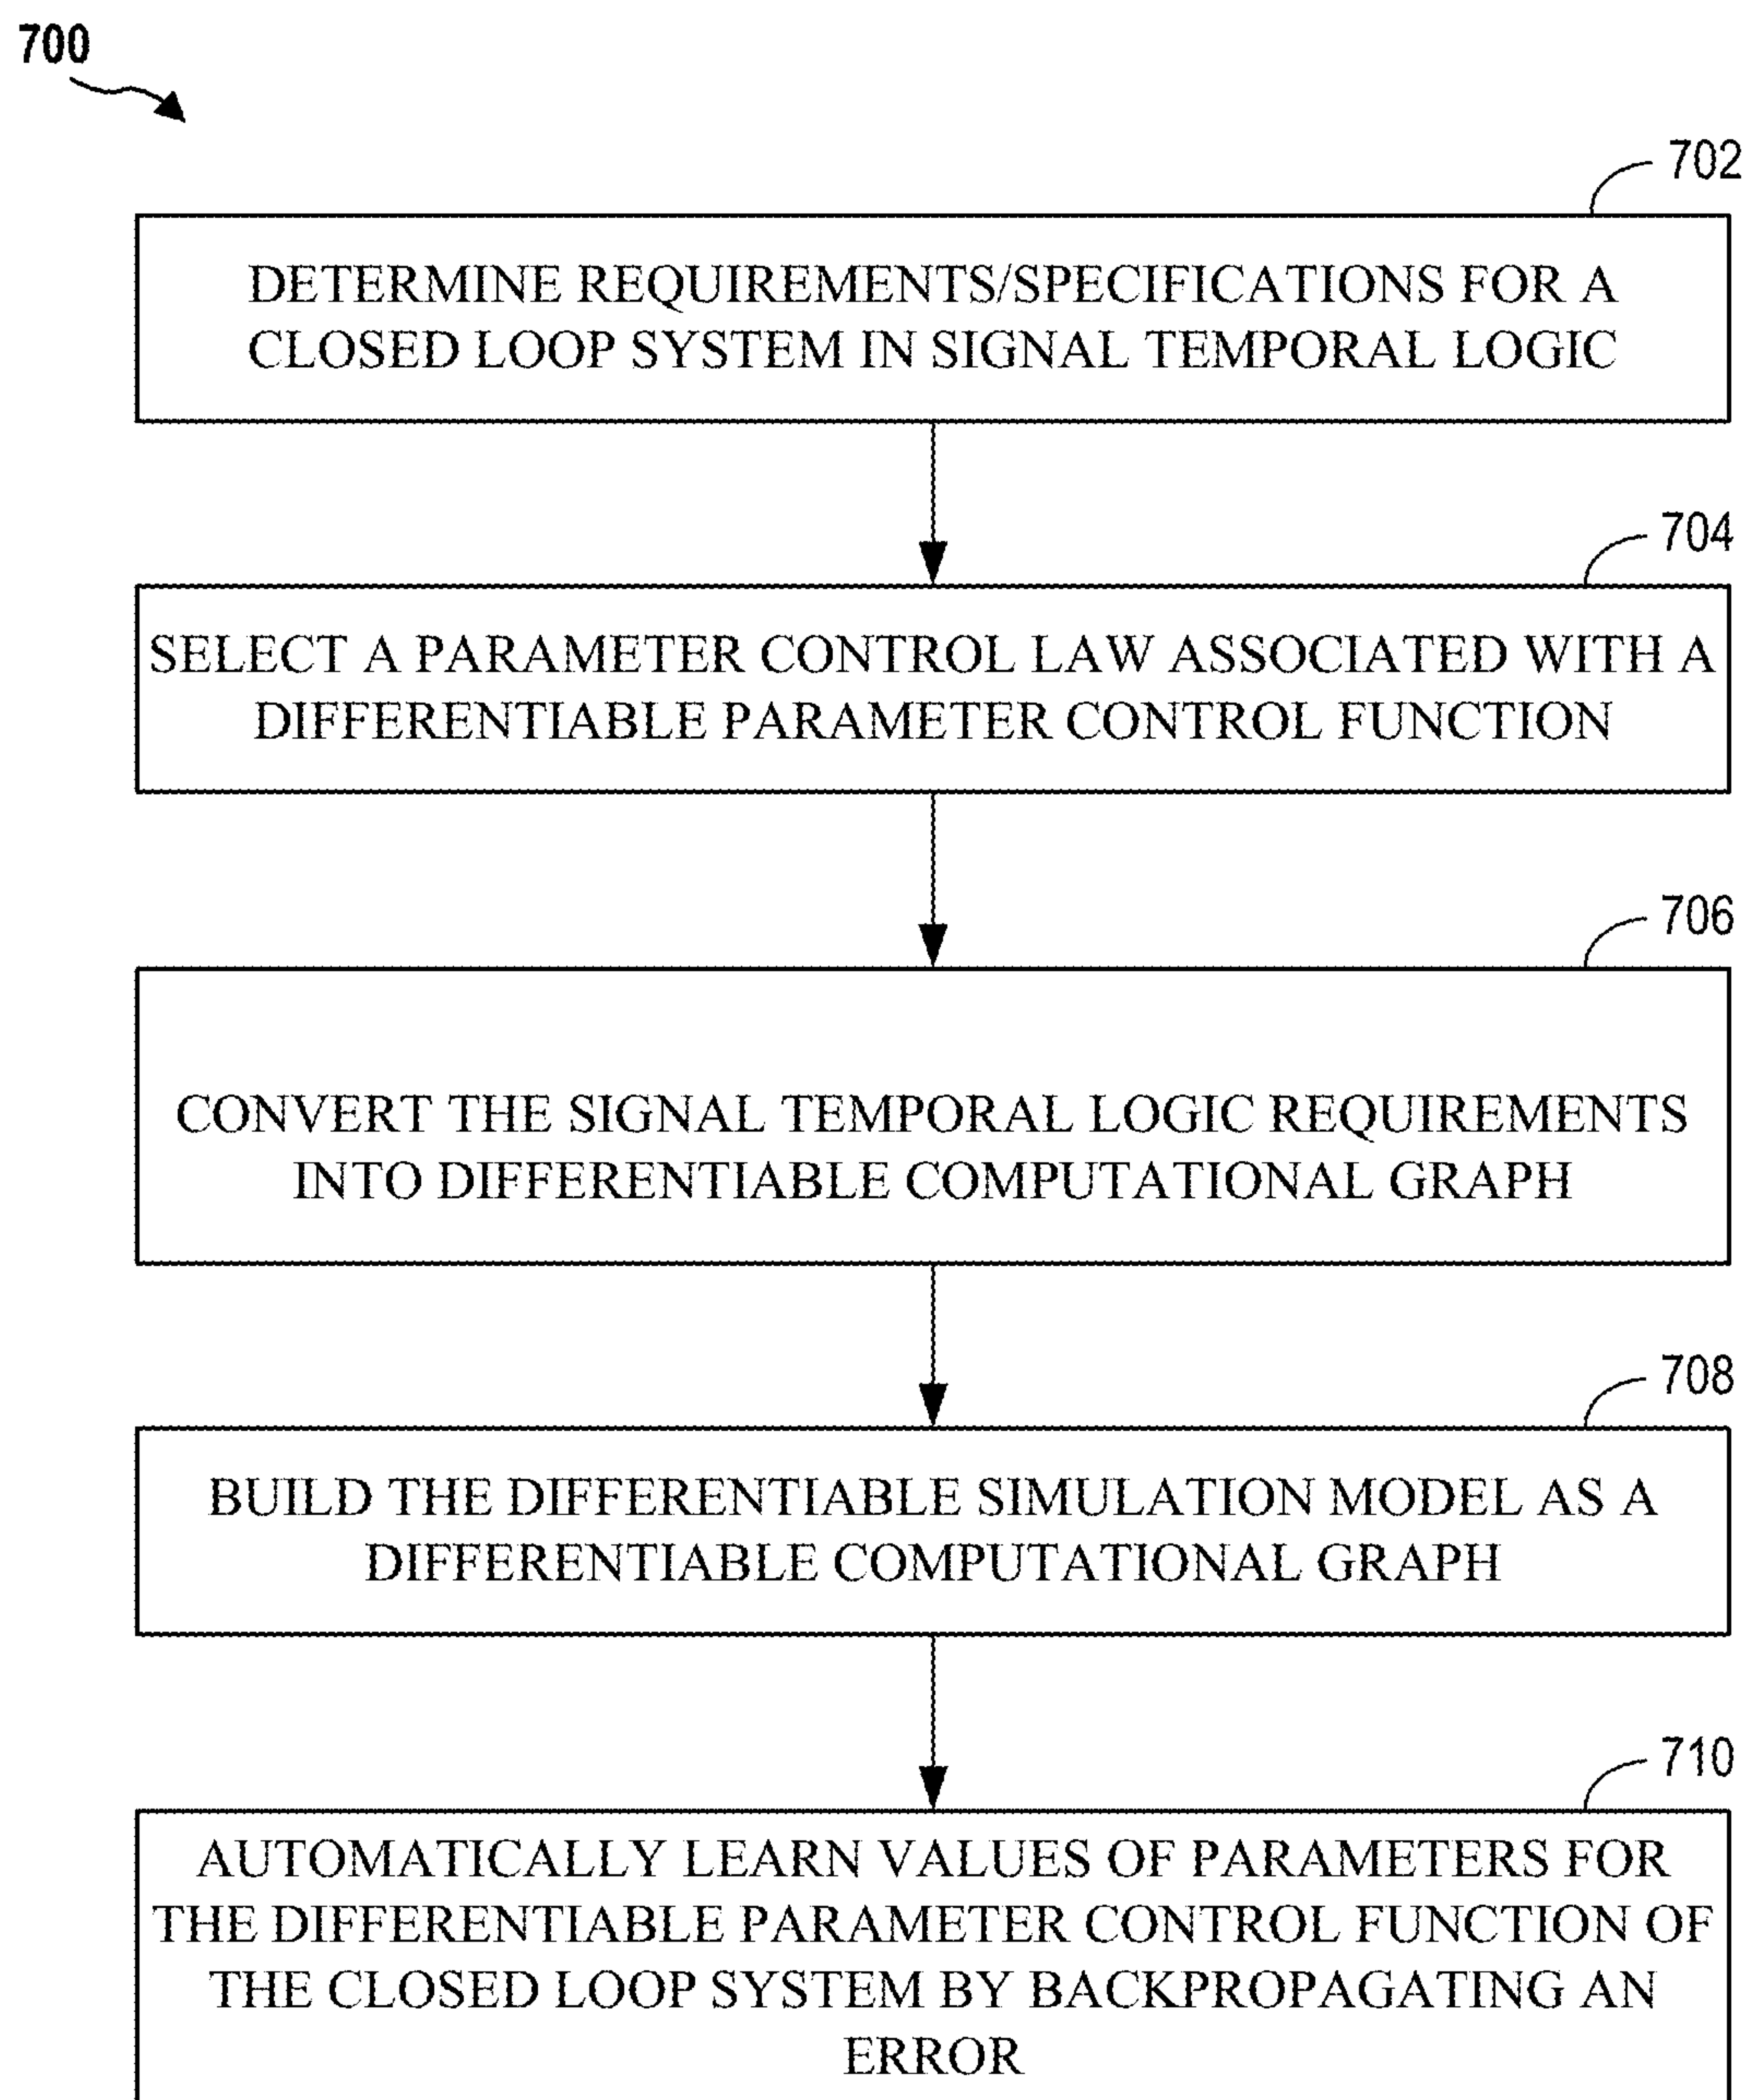 700
702
DETERMINE REQUIREMENTS/SPECIFICATIONS FOR A
CLOSED LOOP SYSTEM IN SIGNAL TEMPORAL LOGIC
704
SELECT A PARAMETER CONTROL LAW ASSOCIATED WITH A
DIFFERENTIABLE PARAMETER CONTROL FUNCTION
706
CONVERT THE SIGNAL TEMPORAL LOGIC REQUIREMENTS
INTO DIFFERENTIABLE COMPUTATIONAL GRAPH
708
BUILD THE DIFFERENTIABLE SIMULATION MODEL AS A
DIFFERENTIABLE COMPUTATIONAL GRAPH
710
AUTOMATICALLY LEARN VALUES OF PARAMETERS FOR
THE DIFFERENTIABLE PARAMETER CONTROL FUNCTION OF
THE CLOSED LOOP SYSTEM BY BACKPROPAGATING AN
ERROR